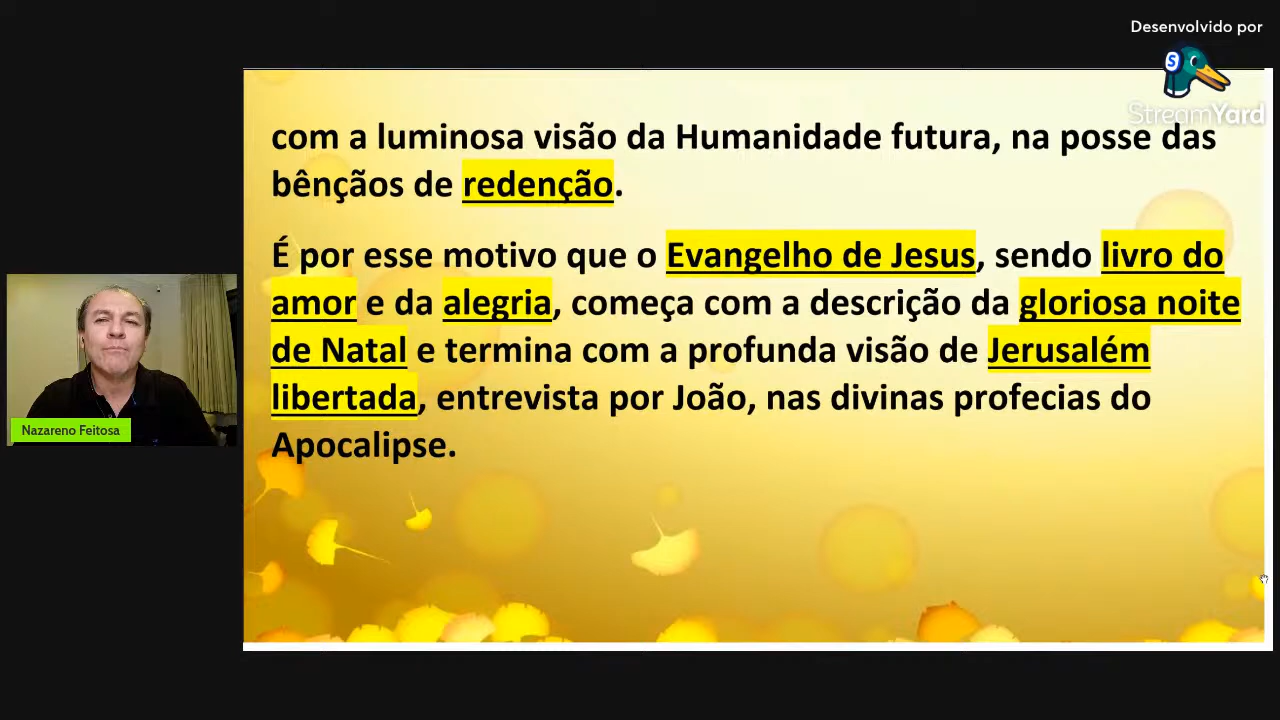 Desenvolvido por
S
StreamYard
com a luminosa visão da Humanidade futura, na posse das
bênçãos de redenção.
É por esse motivo que o Evangelho de Jesus, sendo livro do
amor e da alegria, começa com a descrição da gloriosa noite
de Natal e termina com a profunda visão de Jerusalém
libertada, entrevista por João, nas divinas profecias do
Apocalipse.
Nazareno Feitosa